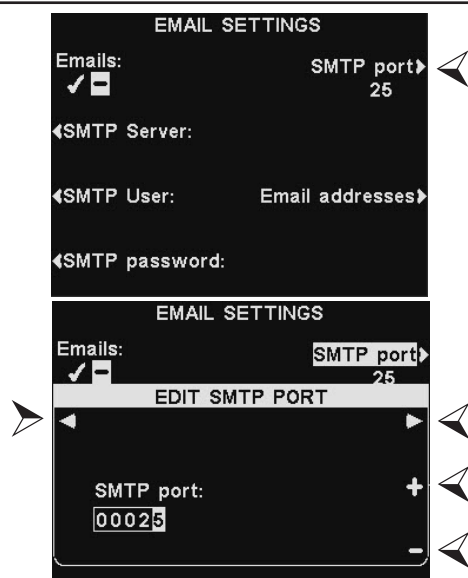 EMAIL SETTINGS
Emails:
SMTP port
✓ -
25
SMTP Server:
SMTP User:
Email addresses
SMTP password:
EMAIL SETTINGS
Emails:
SMTP port
✓ -
25
EDIT SMTP PORT
SMTP port:
+
00025
-